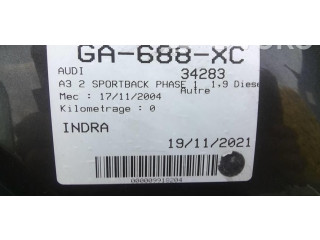 GA-688-XC
AUDI 34283
A3 2 SPORTBACK PHASE 1 1.9 Diese
Autre
Mec : 17/11/2004
Kilometrage : 0
INDRA
19/11/2021